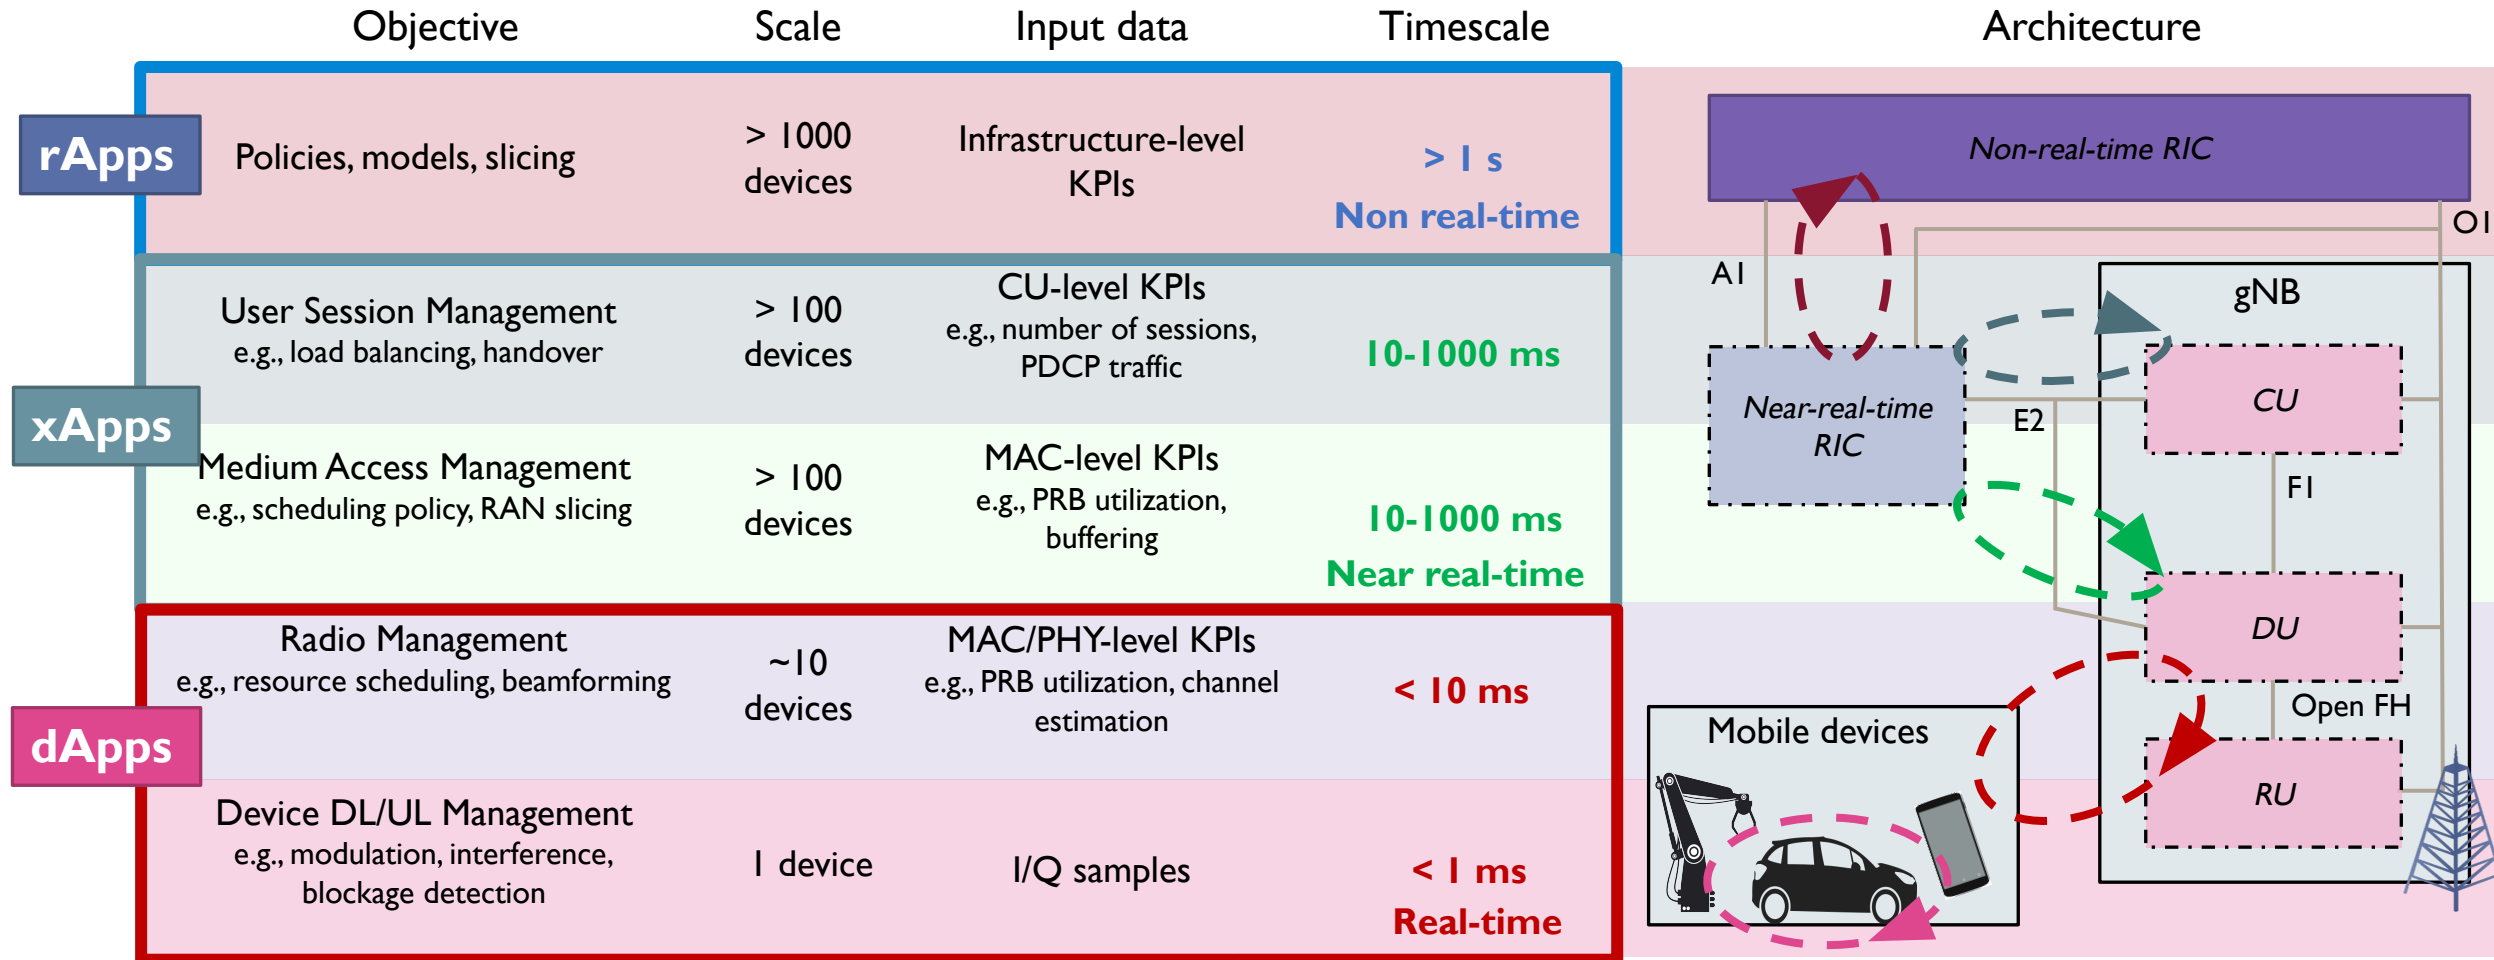 Objective
Scale
Input data
Timescale
Architecture
rApps
Policies, models, slicing
> 1000
devices
Infrastructure-level
KPIs
> 1 s
Non real-time
Non-real-time RIC
O1
A1
xApps
User Session Management
e.g., load balancing, handover
> 100
devices
CU-level KPIs
e.g., number of sessions,
PDCP traffic
10-1000 ms
gNB
Near-real-time
RIC
CU
E2
Medium Access Management
e.g., scheduling policy, RAN slicing
> 100
devices
MAC-level KPIs
e.g., PRB utilization,
buffering
10-1000 ms
Near real-time
F1
DU
dApps
Radio Management
e.g., resource scheduling, beamforming
~10
devices
MAC/PHY-level KPIs
e.g., PRB utilization, channel
estimation
< 10 ms
Open FH
Mobile devices
RU
Device DL/UL Management
e.g., modulation, interference,
blockage detection
1 device
I/Q samples
< 1 ms
Real-time